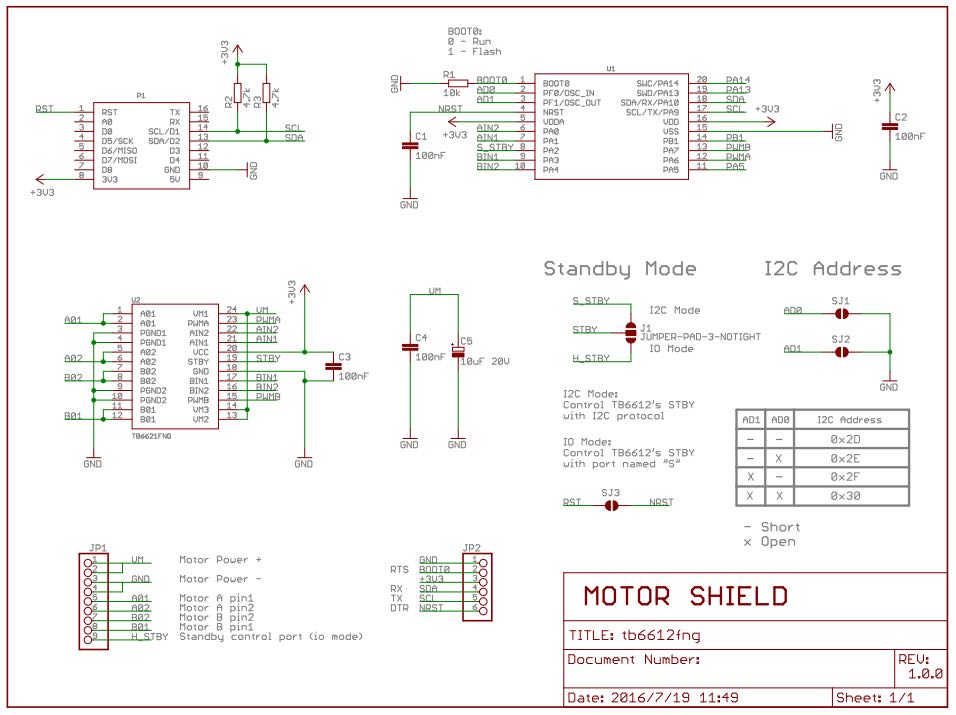 BOOT0:
0 - Run
1 - Flash
+3V3
P1
RST 1 RST TX 16
2 A0 RX 15
3 D0 SCL/D1 14 SCL
4 D5/SCK SDA/D2 13 SDA
5 D6/MISO D3 12
6 D7/MOSI D4 11
7 D8 GND 10 GND
8 3V3 5V 9
+3V3
R2 4.7k
R3 4.7k
GND
R1
10k
U1
BOOT0 1 BOOT0 SWC/PA14 20 PA14
AD0 2 PF0/OSC_IN SWD/PA13 19 PA13
AD1 3 PF1/OSC_OUT SDA/RX/PA10 18 SDA
NRST 4 NRST SCL/TX/PA9 17 SCL
+3V3 5 VDDA VDD 16 +3V3
AIN2 6 PA0 VSS 15 GND
AIN1 7 PA1 PB1 14 PB1
S_STBY 8 PA2 PA7 13 PWMB
BIN1 9 PA3 PA6 12 PWMA
BIN2 10 PA4 PA5 11 PA5
C1
100nF
GND
+3V3
C2
100nF
GND
U2
+3V3
1 A01 VM1 24 VM
A01 2 A01 PWMA 23 PWMA
3 PGND1 AIN2 22 AIN2
4 PGND1 AIN1 21 AIN1
5 A02 VCC 20
A02 6 A02 STBY 19 STBY
7 B02 GND 18
B02 8 B02 BIN1 17 BIN1
9 PGND2 BIN2 16 BIN2
10 PGND2 PWMB 15 PWMB
11 B01 VM3 14
B01 12 B01 VM2 13
TB6621FNG
GND
GND
C3
100nF
VM
C4
100nF
C5
10uF 20V
GND
GND
Standby Mode
S_STBY
I2C Mode
STBY
J1
JUMPER-PAD-3-NOTIGHT
IO Mode
H_STBY
I2C Mode:
Control TB6612's STBY
with I2C protocol
IO Mode:
Control TB6612's STBY
with port named "S"
RST SJ3 NRST
I2C Address
AD0 SJ1
AD1 SJ2
GND
AD1 AD0 I2C Address
- - 0x2D
- X 0x2E
X - 0x2F
X X 0x30
- Short
x Open
JP1
1 VM Motor Power +
2
3 GND Motor Power -
4
5 A01 Motor A pin1
6 A02 Motor A pin2
7 B02 Motor B pin2
8 B01 Motor B pin1
9 H_STBY Standby control port (io mode)
JP2
GND 1
RTS BOOT0 2
+3V3 3
RX SDA 4
TX SCL 5
DTR NRST 6
MOTOR SHIELD
TITLE: tb6612fng
Document Number:
REV:
1.0.0
Date: 2016/7/19 11:49
Sheet: 1/1